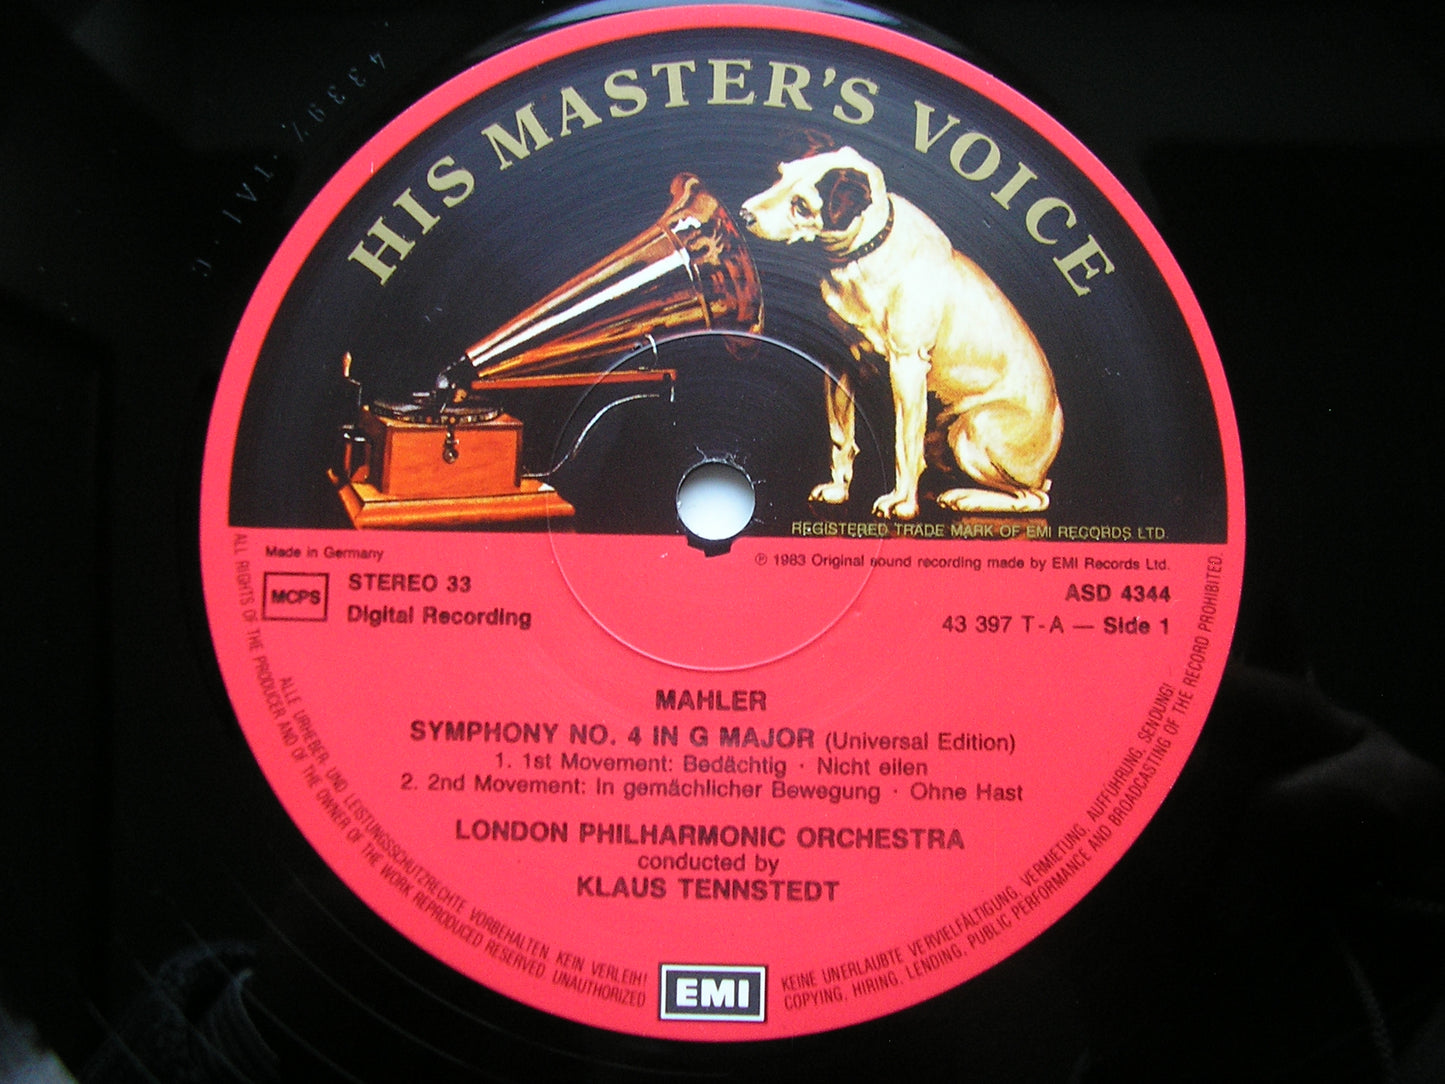 HIS MASTER'S VOICE
REGISTERED TRADE MARK OF EMI RECORDS LTD.
Made in Germany
℗ 1983 Original sound recording made by EMI Records Ltd.
MCPS
STEREO 33
Digital Recording
ASD 4344
43 397 T-A — Side 1
MAHLER
SYMPHONY NO. 4 IN G MAJOR (Universal Edition)
1. 1st Movement: Bedächtig · Nicht eilen
2. 2nd Movement: In gemächlicher Bewegung · Ohne Hast
LONDON PHILHARMONIC ORCHESTRA
conducted by
KLAUS TENNSTEDT
EMI
ALLE URHEBER- UND LEISTUNGSSCHUTZRECHTE VORBEHALTEN. KEIN VERLEIH! KEINE UNERLAUBTE VERVIELFÄLTIGUNG, VERMIETUNG, AUFFÜHRUNG, SENDUNG!
ALL RIGHTS OF THE PRODUCER AND OF THE OWNER OF THE WORK REPRODUCED RESERVED UNAUTHORIZED COPYING, HIRING, LENDING, PUBLIC PERFORMANCE AND BROADCASTING OF THE RECORD PROHIBITED.